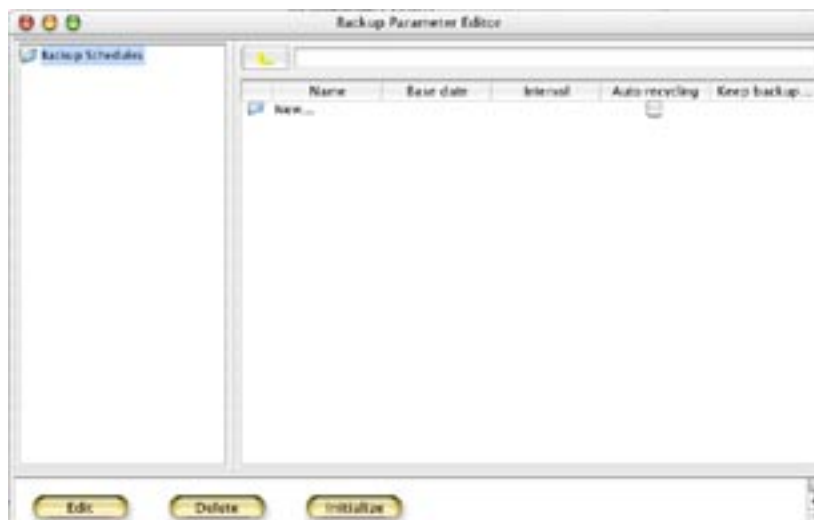 Backup Parameter Editor
Backup Schedules
Name Base date Interval Auto recycling Keep backup...
New...
Edit Delete Initialize